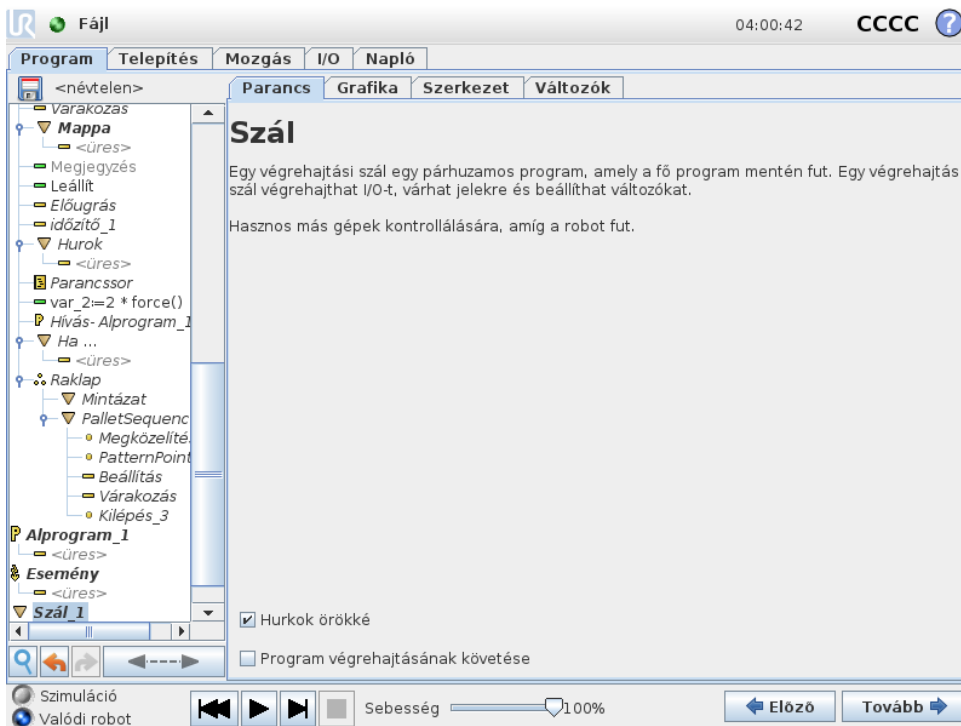 Fájl
04:00:42
CCCC
?
Program
Telepítés
Mozgás
I/O
Napló
<névtelen>
Parancs
Grafika
Szerkezet
Változók
Várakozás
Mappa
<üres>
Megjegyzés
Leállít
Előugrás
időzítő_1
Hurok
<üres>
Parancssor
var_2:=2 * force()
Hívás- Alprogram_1
Ha ...
<üres>
Raklap
Mintázat
PalletSequenc
Megközelítés
PatternPoint
Beállítás
Várakozás
Kilépés_3
Alprogram_1
<üres>
Esemény
<üres>
Szál_1
Szál
Egy végrehajtási szál egy párhuzamos program, amely a fő program mentén fut. Egy végrehajtás
szál végrehajthat I/O-t, várhat jelekre és beállíthat változókat.
Hasznos más gépek kontrollálására, amíg a robot fut.
Hurkok örökké
Program végrehajtásának követése
Szimuláció
Valódi robot
Sebesség
100%
Elöző
Tovább